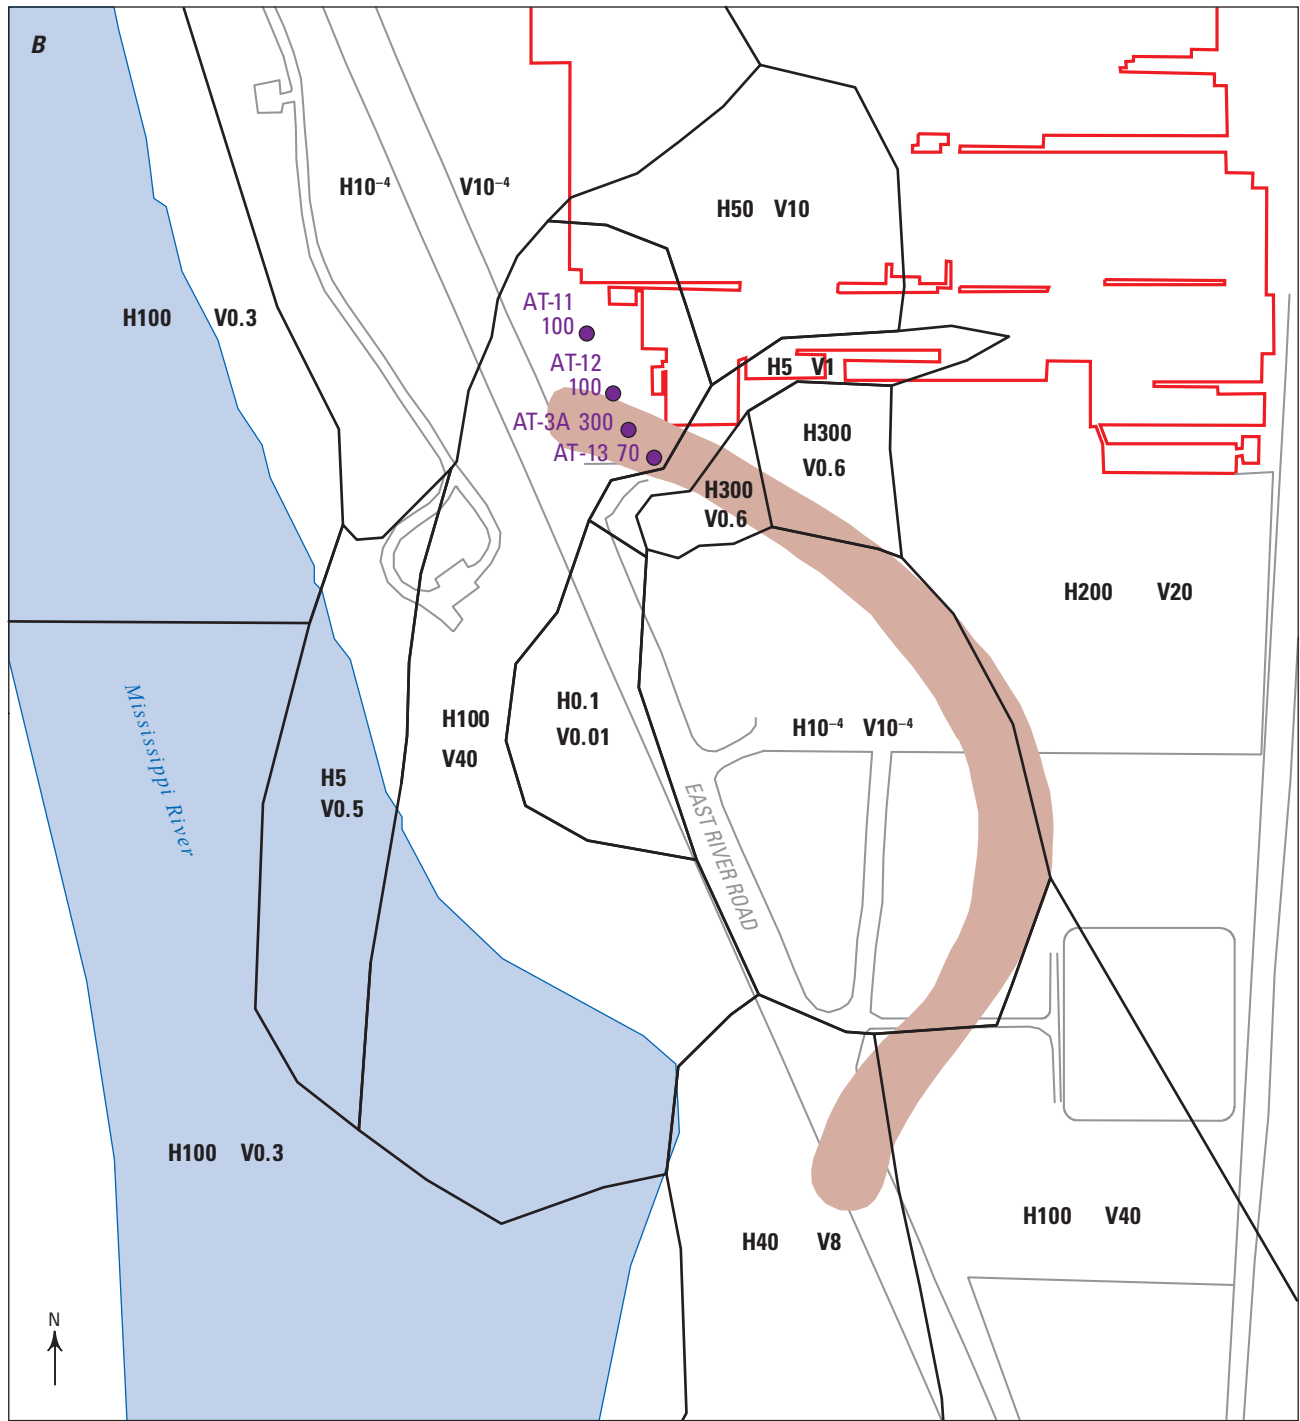 B
H10⁻⁴ V10⁻⁴
H50 V10
AT-11
100
H100 V0.3
AT-12
100
H5 V1
AT-3A 300
AT-13 70
H300
V0.6
H300
V0.6
H200 V20
Mississippi River
H100
V40
H0.1
V0.01
H10⁻⁴ V10⁻⁴
H5
V0.5
EAST RIVER ROAD
H100 V0.3
H40 V8
H100 V40
N